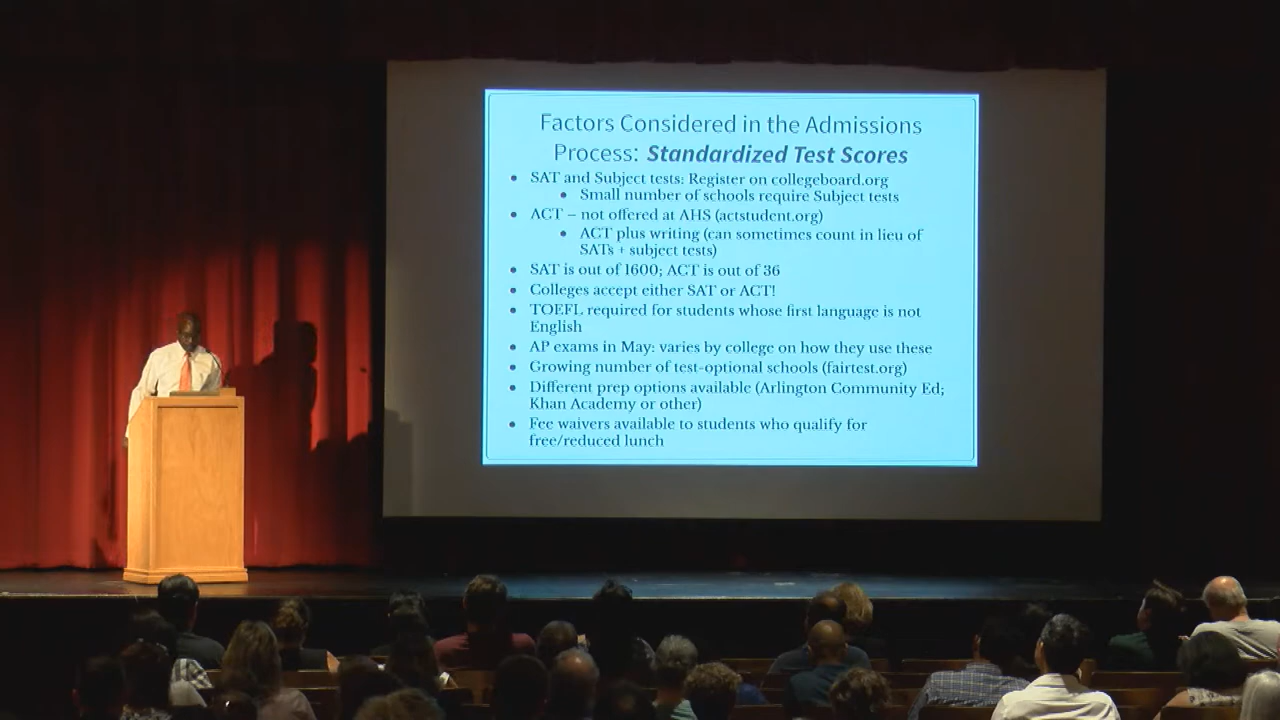 Factors Considered in the Admissions
Process: Standardized Test Scores
• SAT and Subject tests: Register on collegeboard.org
• Small number of schools require Subject tests
• ACT – not offered at AHS (actstudent.org)
• ACT plus writing (can sometimes count in lieu of
SATs + subject tests)
• SAT is out of 1600; ACT is out of 36
• Colleges accept either SAT or ACT!
• TOEFL required for students whose first language is not
English
• AP exams in May: varies by college on how they use these
• Growing number of test-optional schools (fairtest.org)
• Different prep options available (Arlington Community Ed;
Khan Academy or other)
• Fee waivers available to students who qualify for
free/reduced lunch